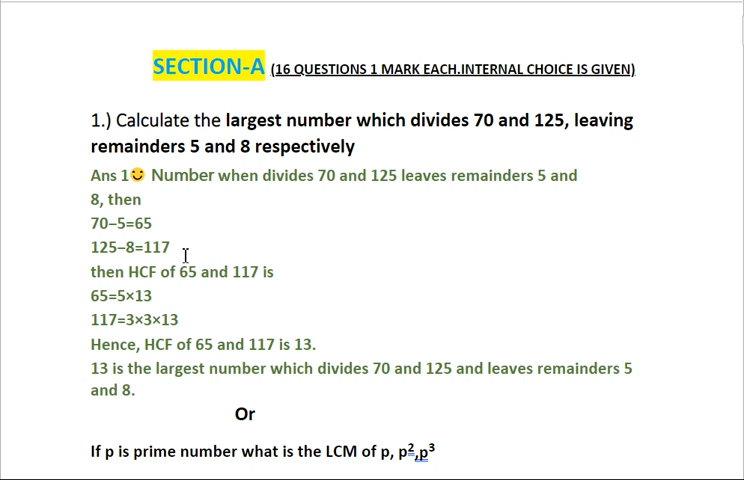 SECTION-A (16 QUESTIONS 1 MARK EACH.INTERNAL CHOICE IS GIVEN)
1.) Calculate the largest number which divides 70 and 125, leaving
remainders 5 and 8 respectively
Ans 1😃 Number when divides 70 and 125 leaves remainders 5 and
8, then
70−5=65
125−8=117
then HCF of 65 and 117 is
65=5×13
117=3×3×13
Hence, HCF of 65 and 117 is 13.
13 is the largest number which divides 70 and 125 and leaves remainders 5
and 8.
Or
If p is prime number what is the LCM of p, p²,p³